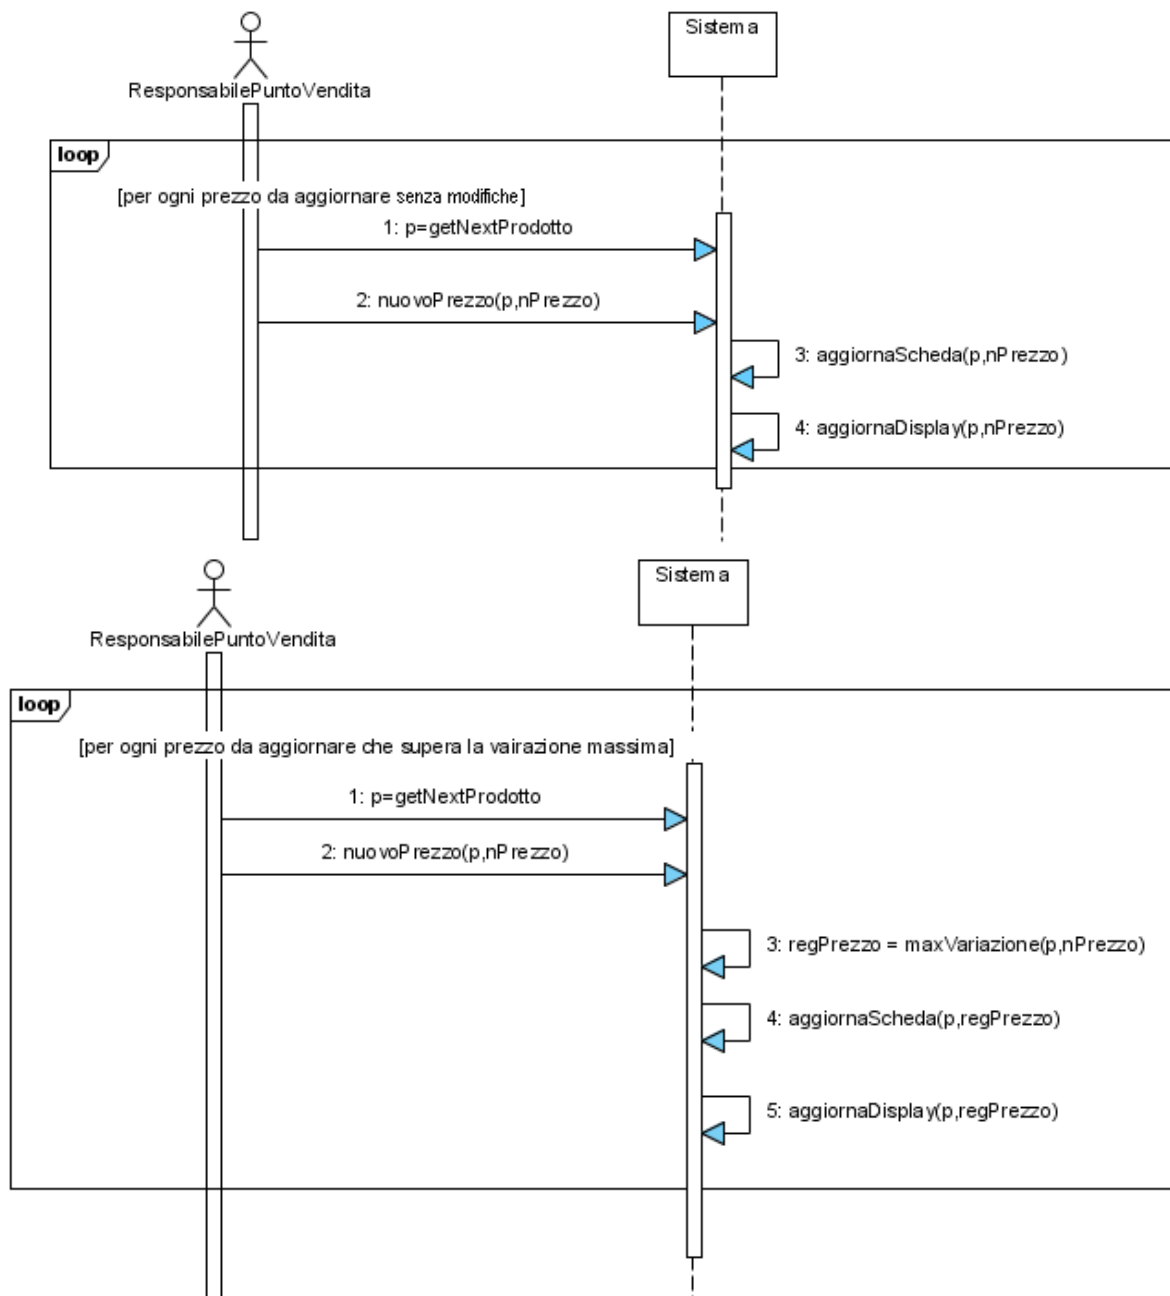 Sistema
ResponsabilePuntoVendita
loop
[per ogni prezzo da aggiornare senza modifiche]
1: p=getNextProdotto
2: nuovoPrezzo(p,nPrezzo)
3: aggiornaScheda(p,nPrezzo)
4: aggiornaDisplay(p,nPrezzo)
Sistema
ResponsabilePuntoVendita
loop
[per ogni prezzo da aggiornare che supera la vairazione massima]
1: p=getNextProdotto
2: nuovoPrezzo(p,nPrezzo)
3: regPrezzo = maxVariazione(p,nPrezzo)
4: aggiornaScheda(p,regPrezzo)
5: aggiornaDisplay(p,regPrezzo)